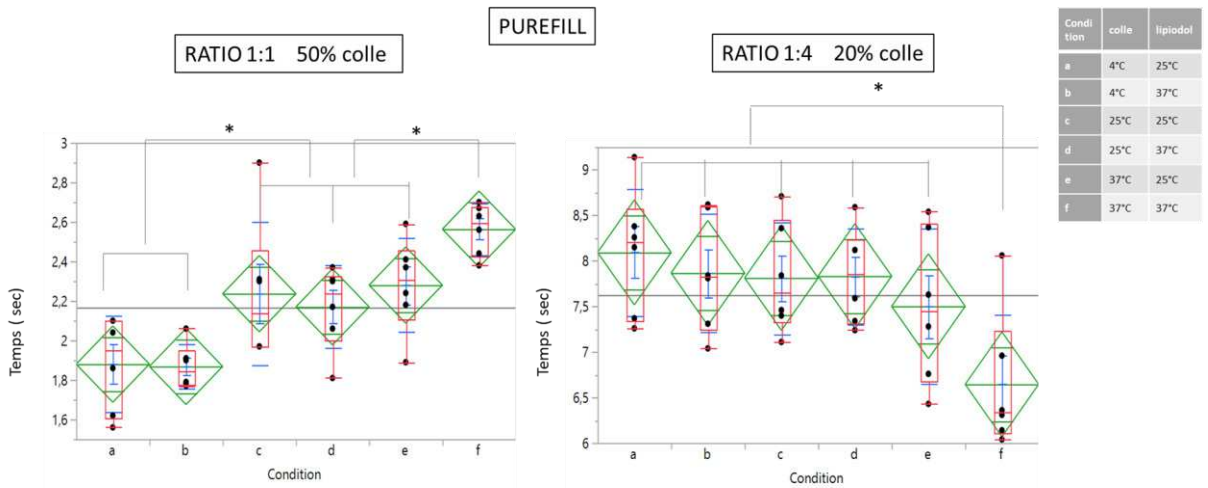 PUREFILL
RATIO 1:1 50% colle
RATIO 1:4 20% colle
*
*
*
Temps ( sec)
3
2,8
2,6
2,4
2,2
2
1,8
1,6
a b c d e f
Condition
Temps ( sec)
9
8,5
8
7,5
7
6,5
6
a b c d e f
Condition
Condi
tion colle lipiodol
a 4°C 25°C
b 4°C 37°C
c 25°C 25°C
d 25°C 37°C
e 37°C 25°C
f 37°C 37°C